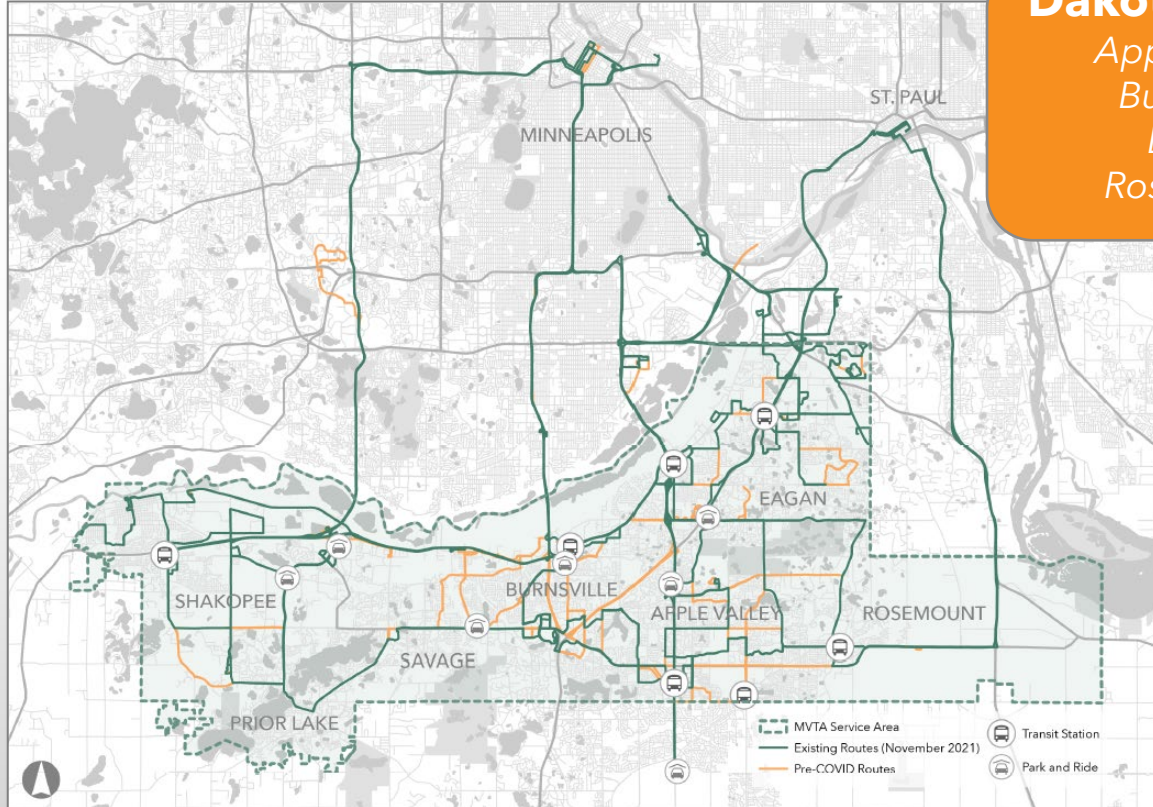 MINNEAPOLIS
ST. PAUL
EAGAN
SHAKOPEE
BURNSVILLE
APPLE VALLEY
ROSEMOUNT
SAVAGE
PRIOR LAKE
MVTA Service Area
Existing Routes (November 2021)
Pre-COVID Routes
Transit Station
Park and Ride